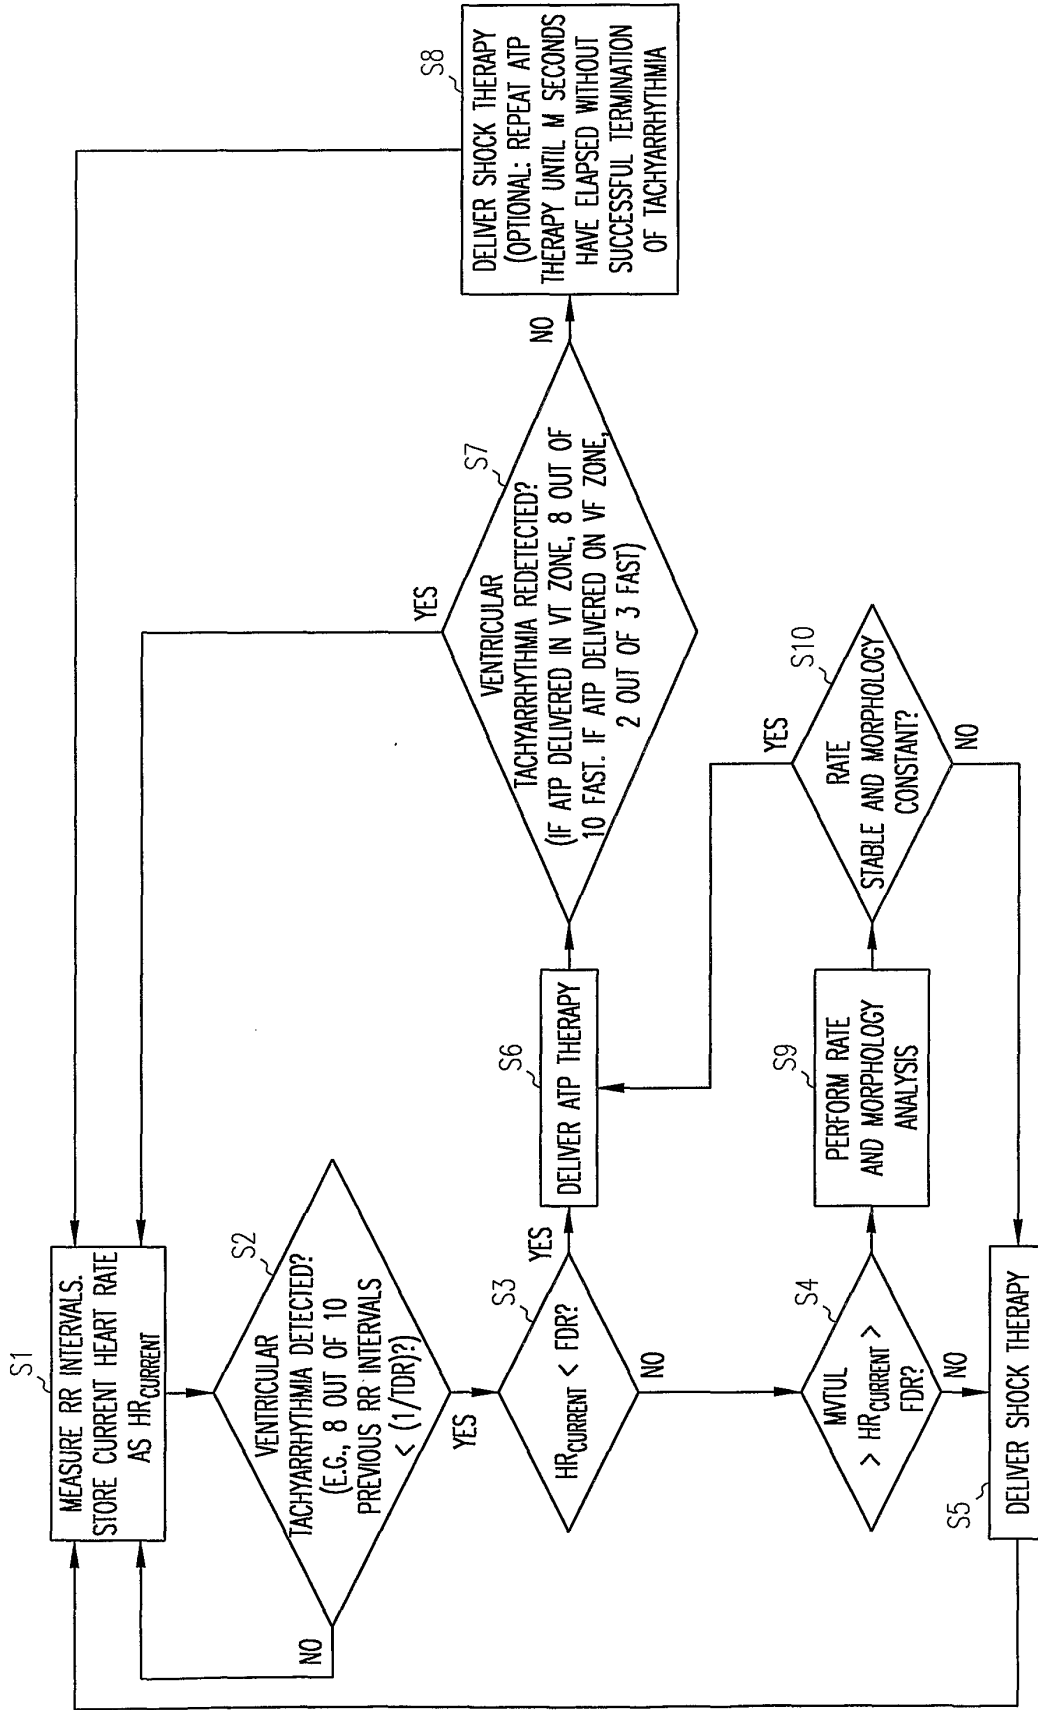 S1
MEASURE RR INTERVALS.
STORE CURRENT HEART RATE
AS HRCURRENT
S2
VENTRICULAR
TACHYARRHYTHMIA DETECTED?
(E.G., 8 OUT OF 10
PREVIOUS RR INTERVALS
< (1/TDR)?)
NO
YES
S3
HRCURRENT < FDR?
YES
NO
S4
MVTUL
> HRCURRENT >
FDR?
NO
S5
DELIVER SHOCK THERAPY
S6
DELIVER ATP THERAPY
S7
VENTRICULAR
TACHYARRHYTHMIA REDETECTED?
(IF ATP DELIVERED IN VT ZONE, 8 OUT OF
10 FAST. IF ATP DELIVERED ON VF ZONE,
2 OUT OF 3 FAST)
YES
NO
S8
DELIVER SHOCK THERAPY
(OPTIONAL: REPEAT ATP
THERAPY UNTIL M SECONDS
HAVE ELAPSED WITHOUT
SUCCESSFUL TERMINATION
OF TACHYARRHYTHMIA
S9
PERFORM RATE
AND MORPHOLOGY
ANALYSIS
S10
RATE
STABLE AND MORPHOLOGY
CONSTANT?
YES
NO